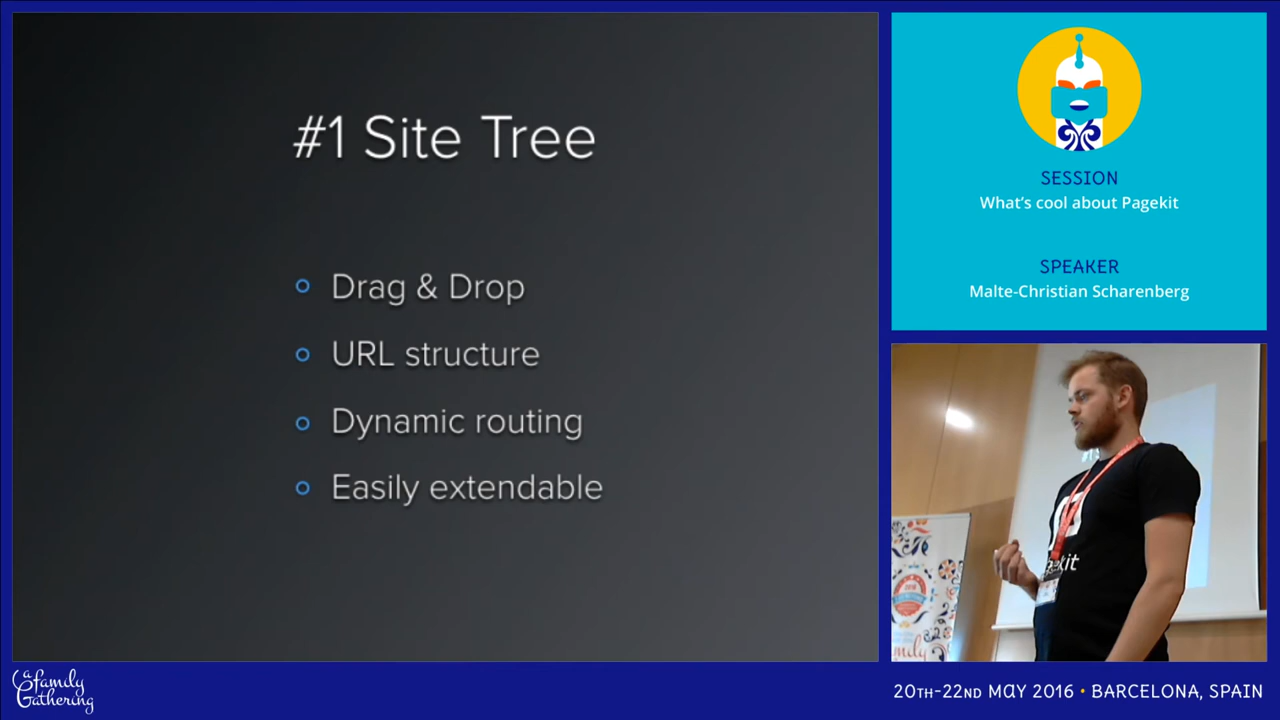 #1 Site Tree
Drag & Drop
URL structure
Dynamic routing
Easily extendable
SESSION
What's cool about Pagekit
SPEAKER
Malte-Christian Scharenberg
a family
Gathering
20TH-22ND MAY 2016 • BARCELONA, SPAIN